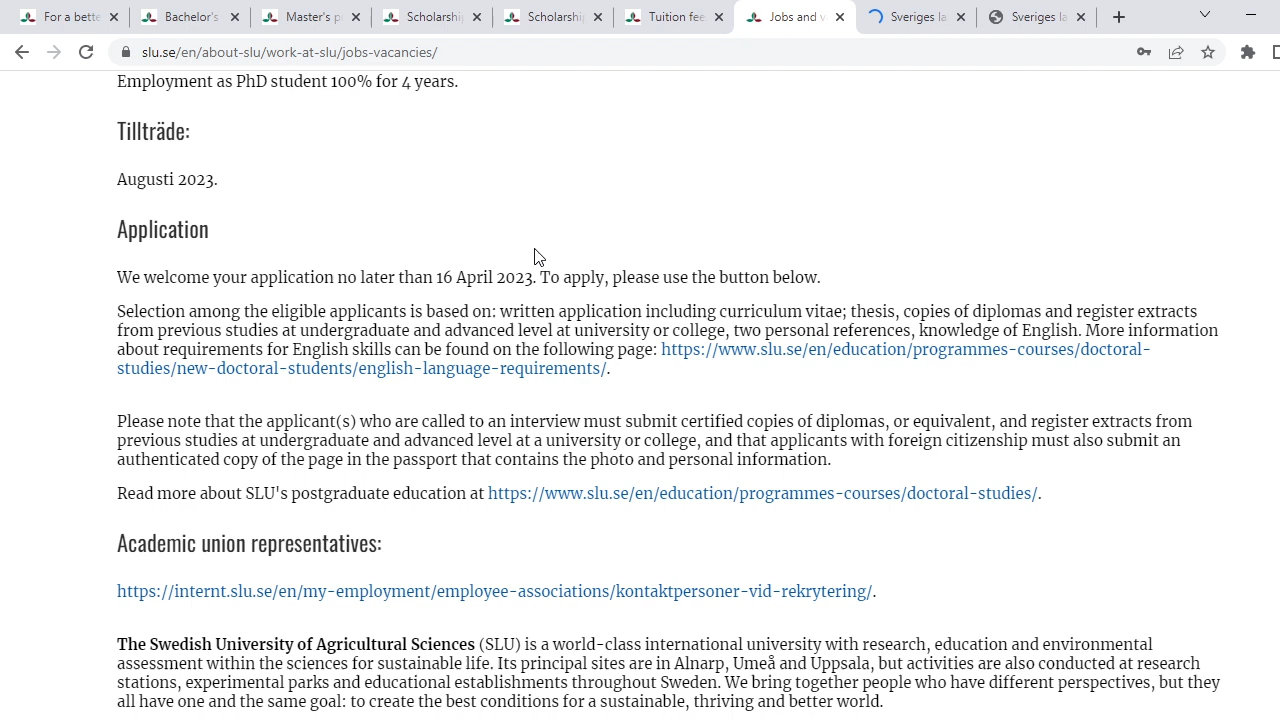 For a bette
Bachelor's
Master's p
Scholarshi
Scholarshi
Tuition fee
Jobs and v
Sveriges la
Sveriges la
slu.se/en/about-slu/work-at-slu/jobs-vacancies/
Employment as PhD student 100% for 4 years.
Tillträde:
Augusti 2023.
Application
We welcome your application no later than 16 April 2023. To apply, please use the button below.
Selection among the eligible applicants is based on: written application including curriculum vitae; thesis, copies of diplomas and register extracts
from previous studies at undergraduate and advanced level at university or college, two personal references, knowledge of English. More information
about requirements for English skills can be found on the following page: https://www.slu.se/en/education/programmes-courses/doctoral-
studies/new-doctoral-students/english-language-requirements/.
Please note that the applicant(s) who are called to an interview must submit certified copies of diplomas, or equivalent, and register extracts from
previous studies at undergraduate and advanced level at a university or college, and that applicants with foreign citizenship must also submit an
authenticated copy of the page in the passport that contains the photo and personal information.
Read more about SLU's postgraduate education at https://www.slu.se/en/education/programmes-courses/doctoral-studies/.
Academic union representatives:
https://internt.slu.se/en/my-employment/employee-associations/kontaktpersoner-vid-rekrytering/.
The Swedish University of Agricultural Sciences (SLU) is a world-class international university with research, education and environmental
assessment within the sciences for sustainable life. Its principal sites are in Alnarp, Umeå and Uppsala, but activities are also conducted at research
stations, experimental parks and educational establishments throughout Sweden. We bring together people who have different perspectives, but they
all have one and the same goal: to create the best conditions for a sustainable, thriving and better world.